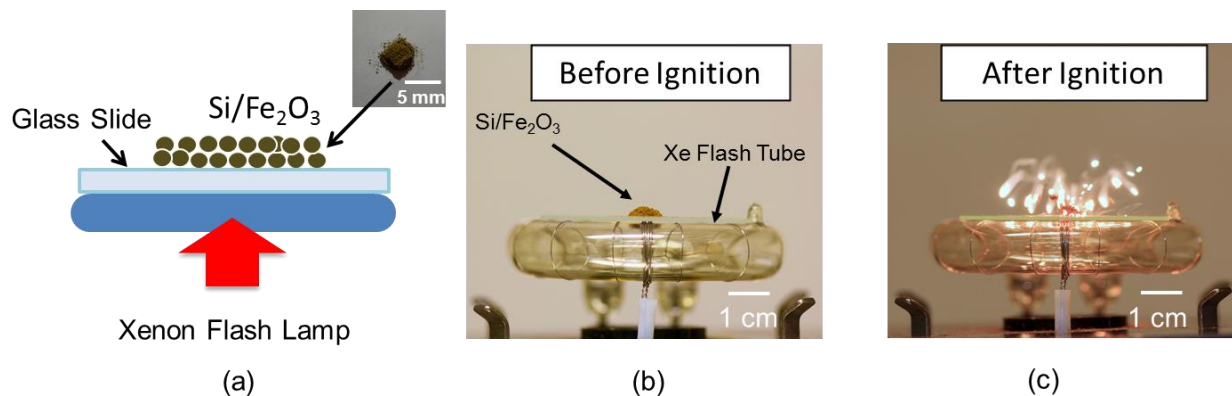 5 mm
Si/Fe₂O₃
Glass Slide
Xenon Flash Lamp
(a)
Before Ignition
Si/Fe₂O₃
Xe Flash Tube
1 cm
(b)
After Ignition
1 cm
(c)